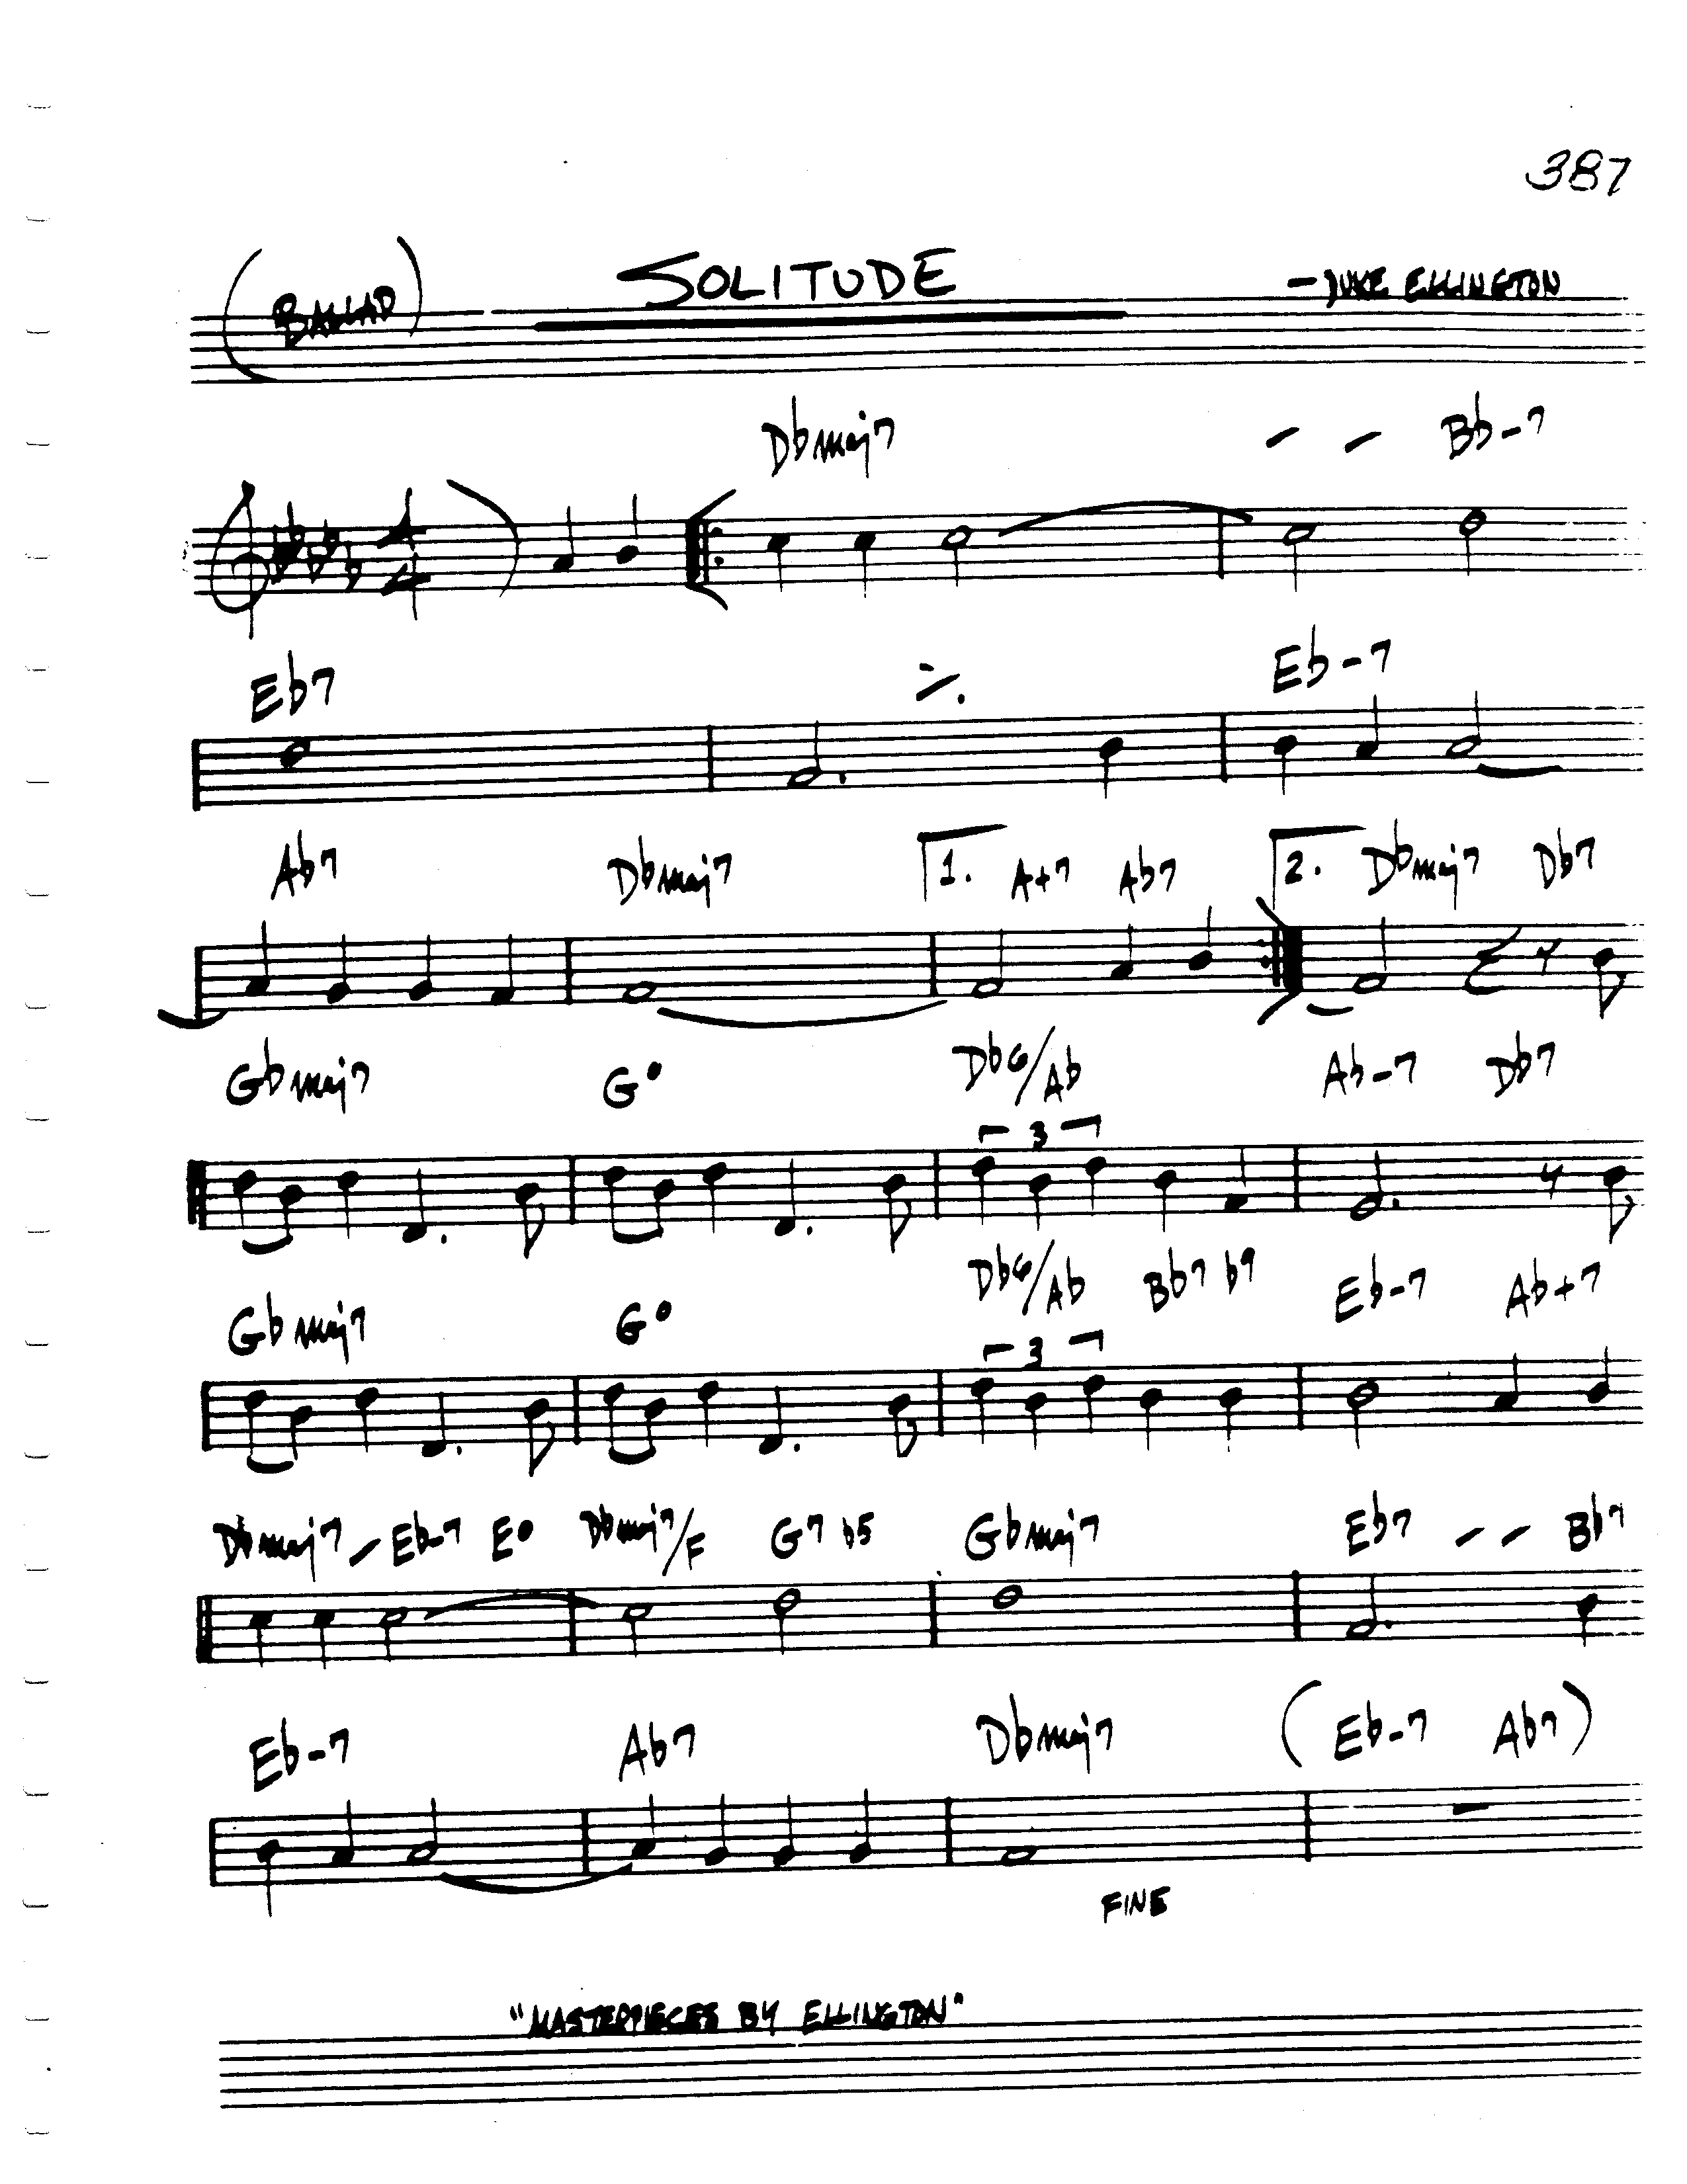 387
(BALLAD) SOLITUDE - DUKE ELLINGTON
Dbmaj7 - - Bb-7
4
4
Eb7 Eb-7
Ab7 Dbmaj7 1. A+7 Ab7 2. Dbmaj7 Db7
Gbmaj7 G° Db6/Ab Ab-7 Db7
3
Gbmaj7 G° Db6/Ab Bb7 b9 Eb-7 Ab+7
3
Dbmaj7 - Eb-7 E° Dbmaj7/F G7 b5 Gbmaj7 Eb7 - - Bb7
Eb-7 Ab7 Dbmaj7 (Eb-7 Ab7)
FINE
"MASTERPIECES BY ELLINGTON"